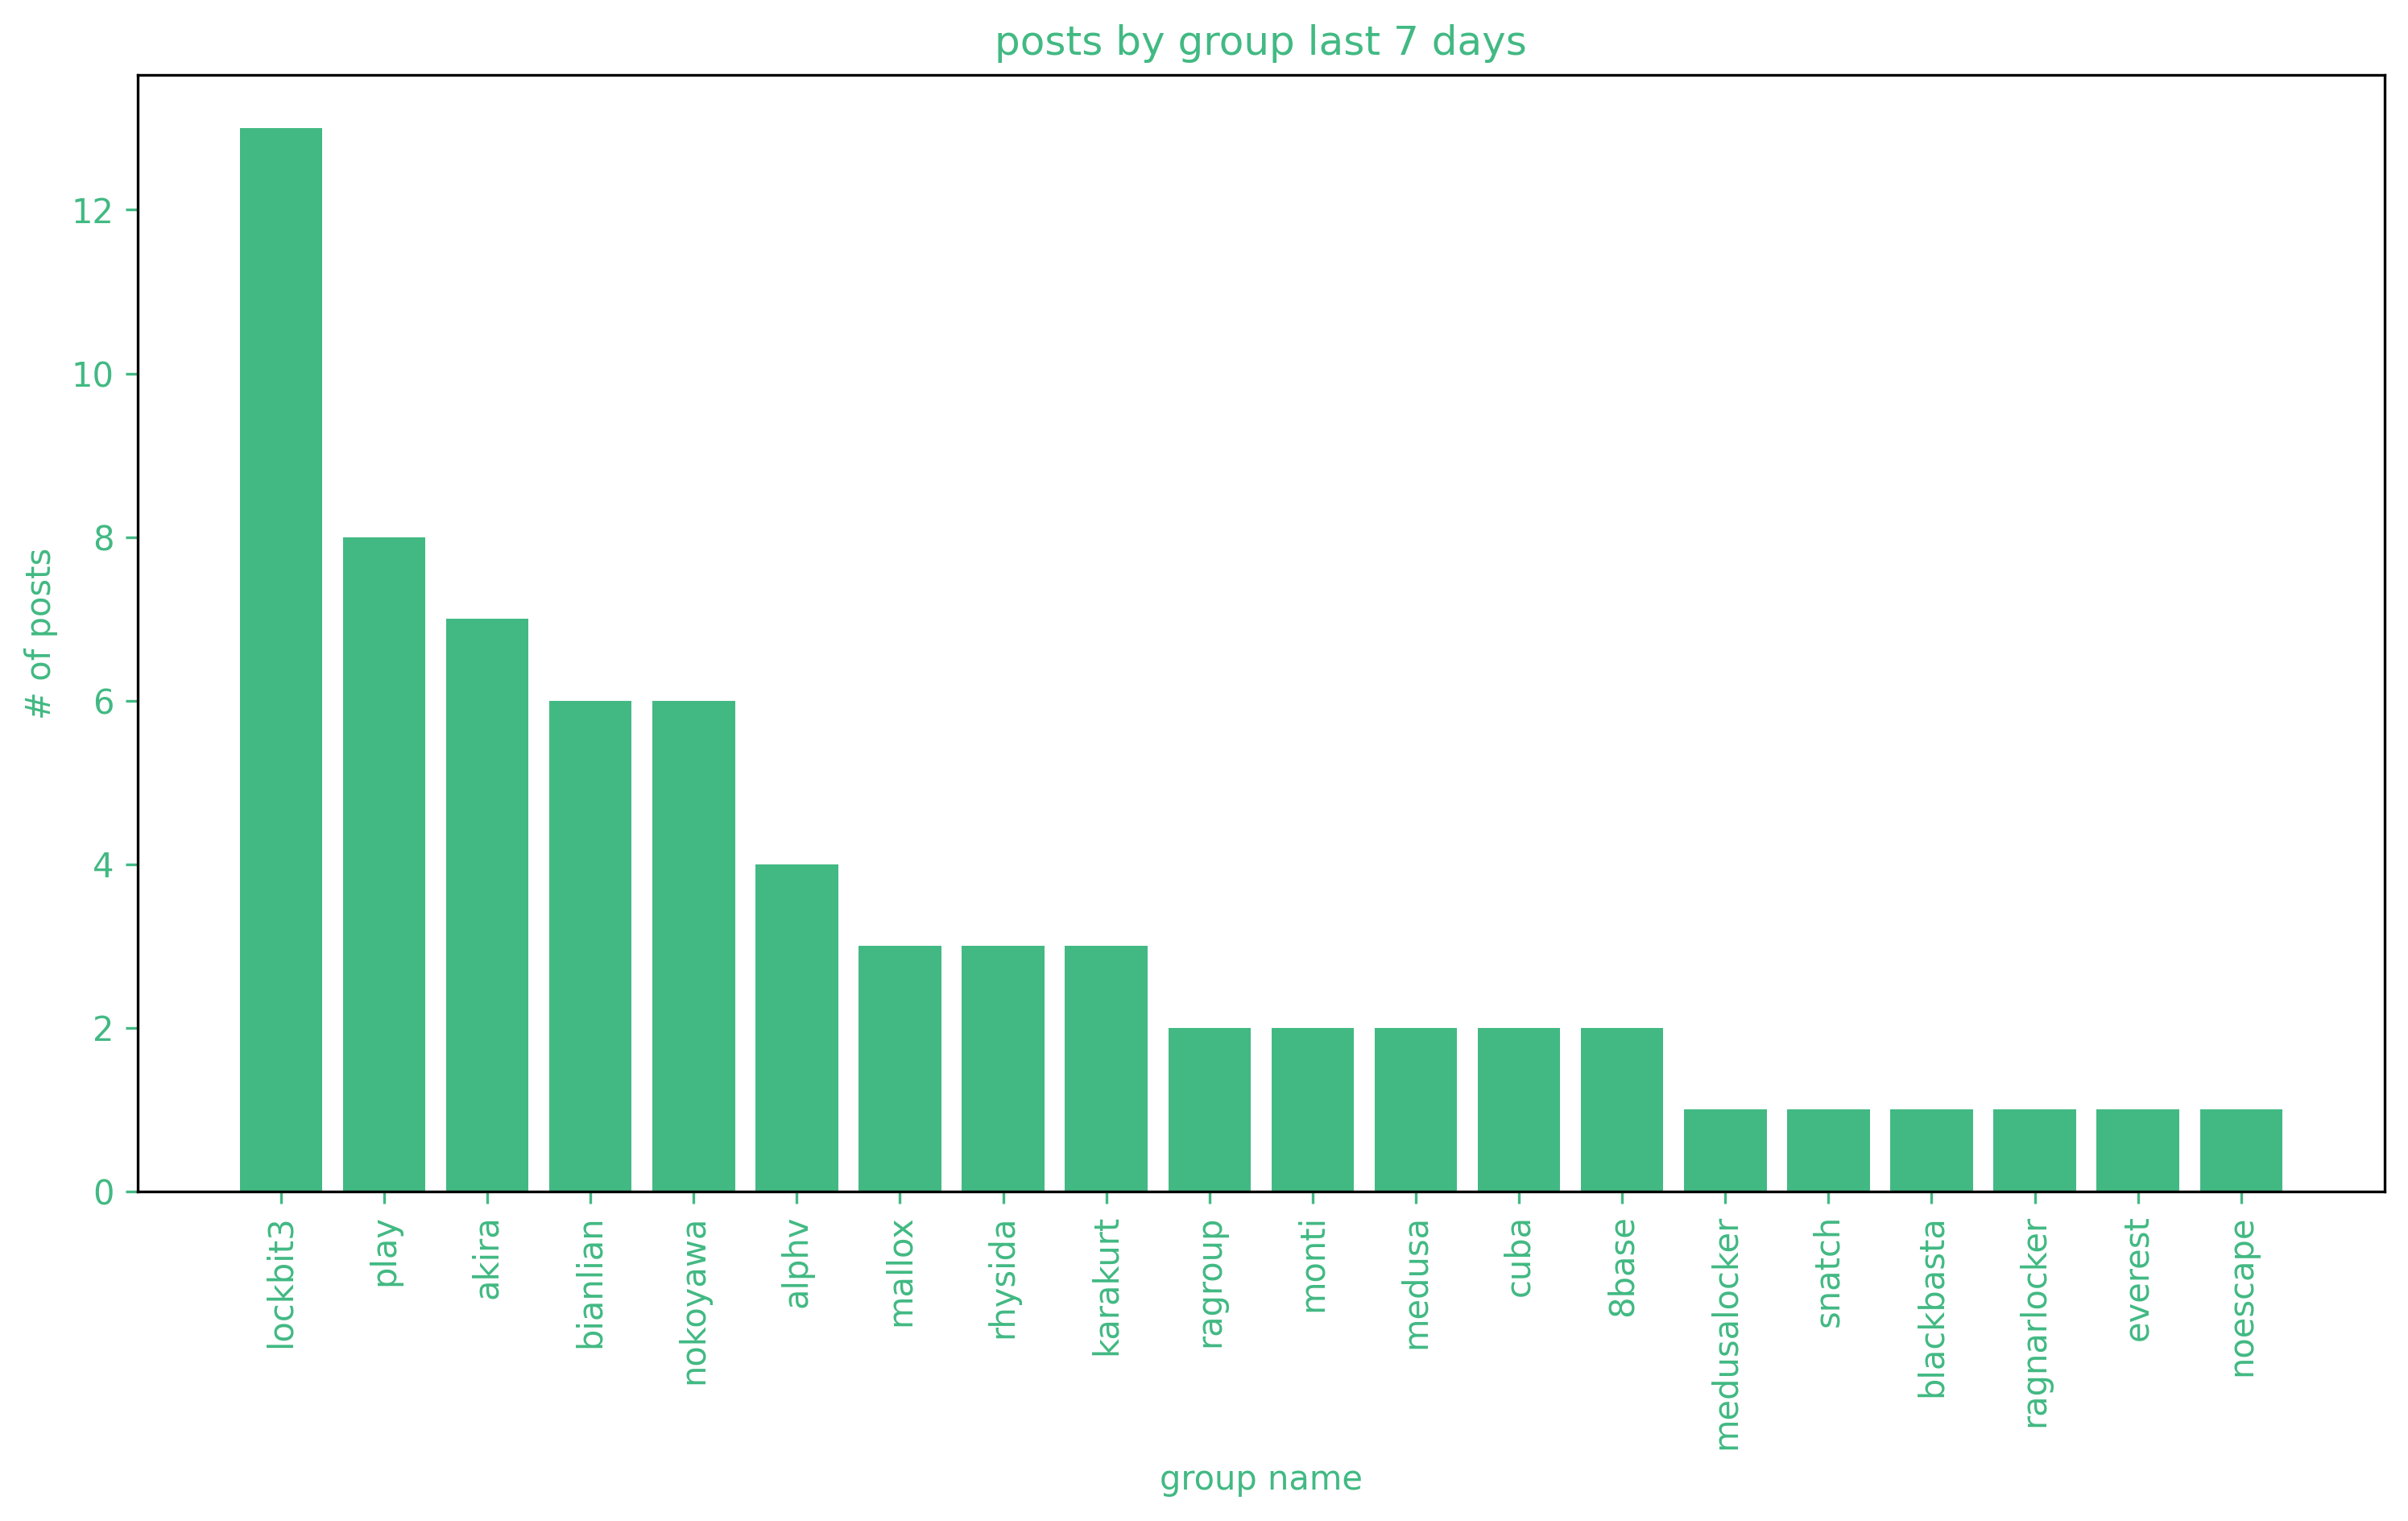 posts by group last 7 days
12
10
8
6
4
2
0
# of posts
lockbit3
play
akira
bianlian
nokoyawa
alphv
mallox
rhysida
karakurt
ragroup
monti
medusa
cuba
8base
medusalocker
snatch
blackbasta
ragnarlocker
everest
noescape
group name